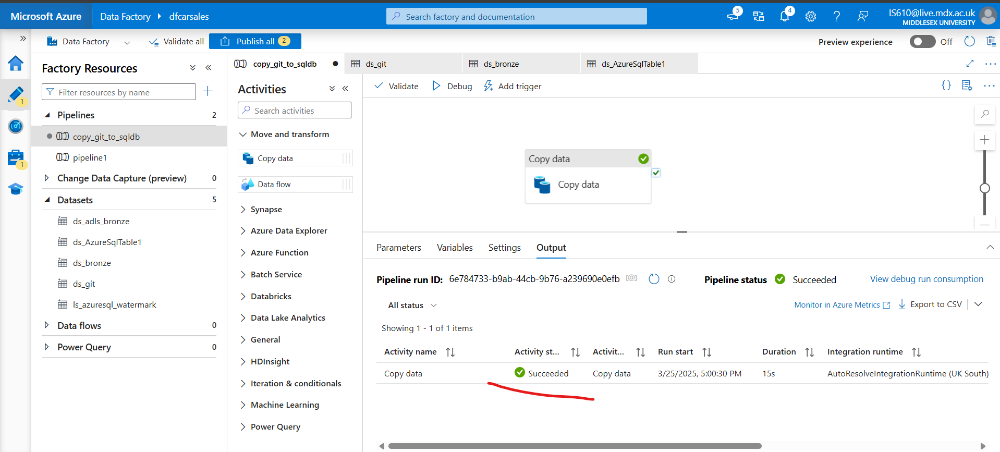 Microsoft Azure
Data Factory
dfcarsales
Search factory and documentation
5
4
IS610@live.mdx.ac.uk
MIDDLESEX UNIVERSITY
Data Factory
Validate all
Publish all 2
Preview experience
Off
1
1
Factory Resources
Filter resources by name
Pipelines 2
copy_git_to_sqldb
pipeline1
Change Data Capture (preview) 0
Datasets 5
ds_adls_bronze
ds_AzureSqlTable1
ds_bronze
ds_git
ls_azuresql_watermark
Data flows 0
Power Query 0
copy_git_to_sqldb
ds_git
ds_bronze
ds_AzureSqlTable1
Activities
Search activities
Move and transform
Copy data
Data flow
Synapse
Azure Data Explorer
Azure Function
Batch Service
Databricks
Data Lake Analytics
General
HDInsight
Iteration & conditionals
Machine Learning
Power Query
Validate
Debug
Add trigger
Copy data
Copy data
Parameters
Variables
Settings
Output
Pipeline run ID: 6e784733-b9ab-44cb-9b76-a239690e0efb
Pipeline status Succeeded
View debug run consumption
All status
Monitor in Azure Metrics
Export to CSV
Showing 1 - 1 of 1 items
Activity name Activity st... Activit... Run start Duration Integration runtime
Copy data Succeeded Copy data 3/25/2025, 5:00:30 PM 15s AutoResolveIntegrationRuntime (UK South)